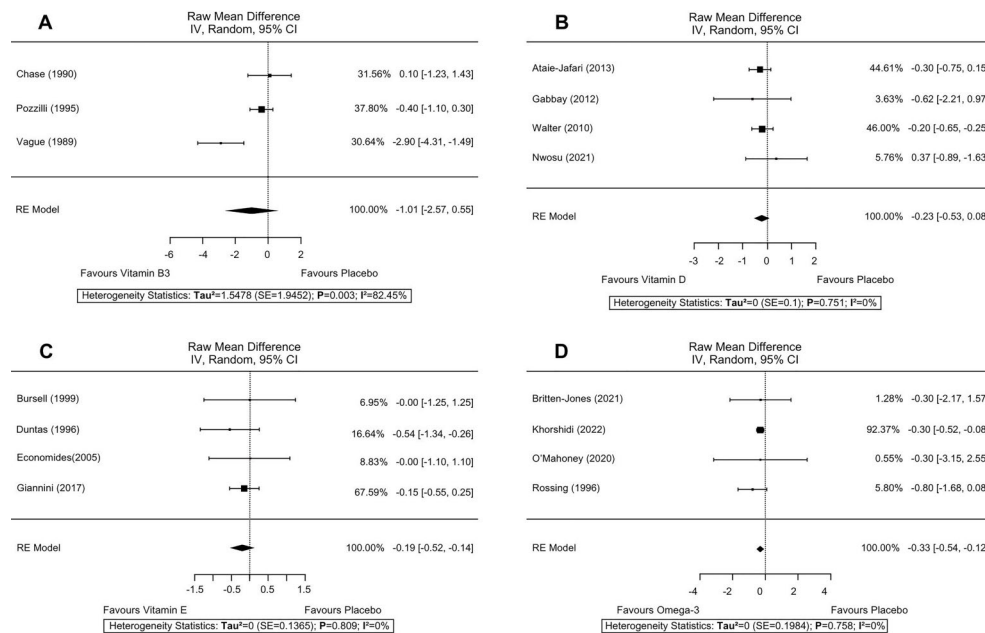 A
Raw Mean Difference
IV, Random, 95% CI
Chase (1990) 31.56% 0.10 [-1.23, 1.43]
Pozzilli (1995) 37.80% -0.40 [-1.10, 0.30]
Vague (1989) 30.64% -2.90 [-4.31, -1.49]
RE Model 100.00% -1.01 [-2.57, 0.55]
-6 -4 -2 0 2
Favours Vitamin B3 Favours Placebo
Heterogeneity Statistics: Tau²=1.5478 (SE=1.9452); P=0.003; I²=82.45%
B
Raw Mean Difference
IV, Random, 95% CI
Ataie-Jafari (2013) 44.61% -0.30 [-0.75, 0.15]
Gabbay (2012) 3.63% -0.62 [-2.21, 0.97]
Walter (2010) 46.00% -0.20 [-0.65, -0.25]
Nwosu (2021) 5.76% 0.37 [-0.89, -1.63]
RE Model 100.00% -0.23 [-0.53, 0.08]
-3 -2 -1 0 1 2
Favours Vitamin D Favours Placebo
Heterogeneity Statistics: Tau²=0 (SE=0.1); P=0.751; I²=0%
C
Raw Mean Difference
IV, Random, 95% CI
Bursell (1999) 6.95% -0.00 [-1.25, 1.25]
Duntas (1996) 16.64% -0.54 [-1.34, -0.26]
Economides(2005) 8.83% -0.00 [-1.10, 1.10]
Giannini (2017) 67.59% -0.15 [-0.55, 0.25]
RE Model 100.00% -0.19 [-0.52, -0.14]
-1.5 -0.5 0.5 1.5
Favours Vitamin E Favours Placebo
Heterogeneity Statistics: Tau²=0 (SE=0.1365); P=0.809; I²=0%
D
Raw Mean Difference
IV, Random, 95% CI
Britten-Jones (2021) 1.28% -0.30 [-2.17, 1.57]
Khorshidi (2022) 92.37% -0.30 [-0.52, -0.08]
O'Mahoney (2020) 0.55% -0.30 [-3.15, 2.55]
Rossing (1996) 5.80% -0.80 [-1.68, 0.08]
RE Model 100.00% -0.33 [-0.54, -0.12]
-4 -2 0 2 4
Favours Omega-3 Favours Placebo
Heterogeneity Statistics: Tau²=0 (SE=0.1984); P=0.758; I²=0%